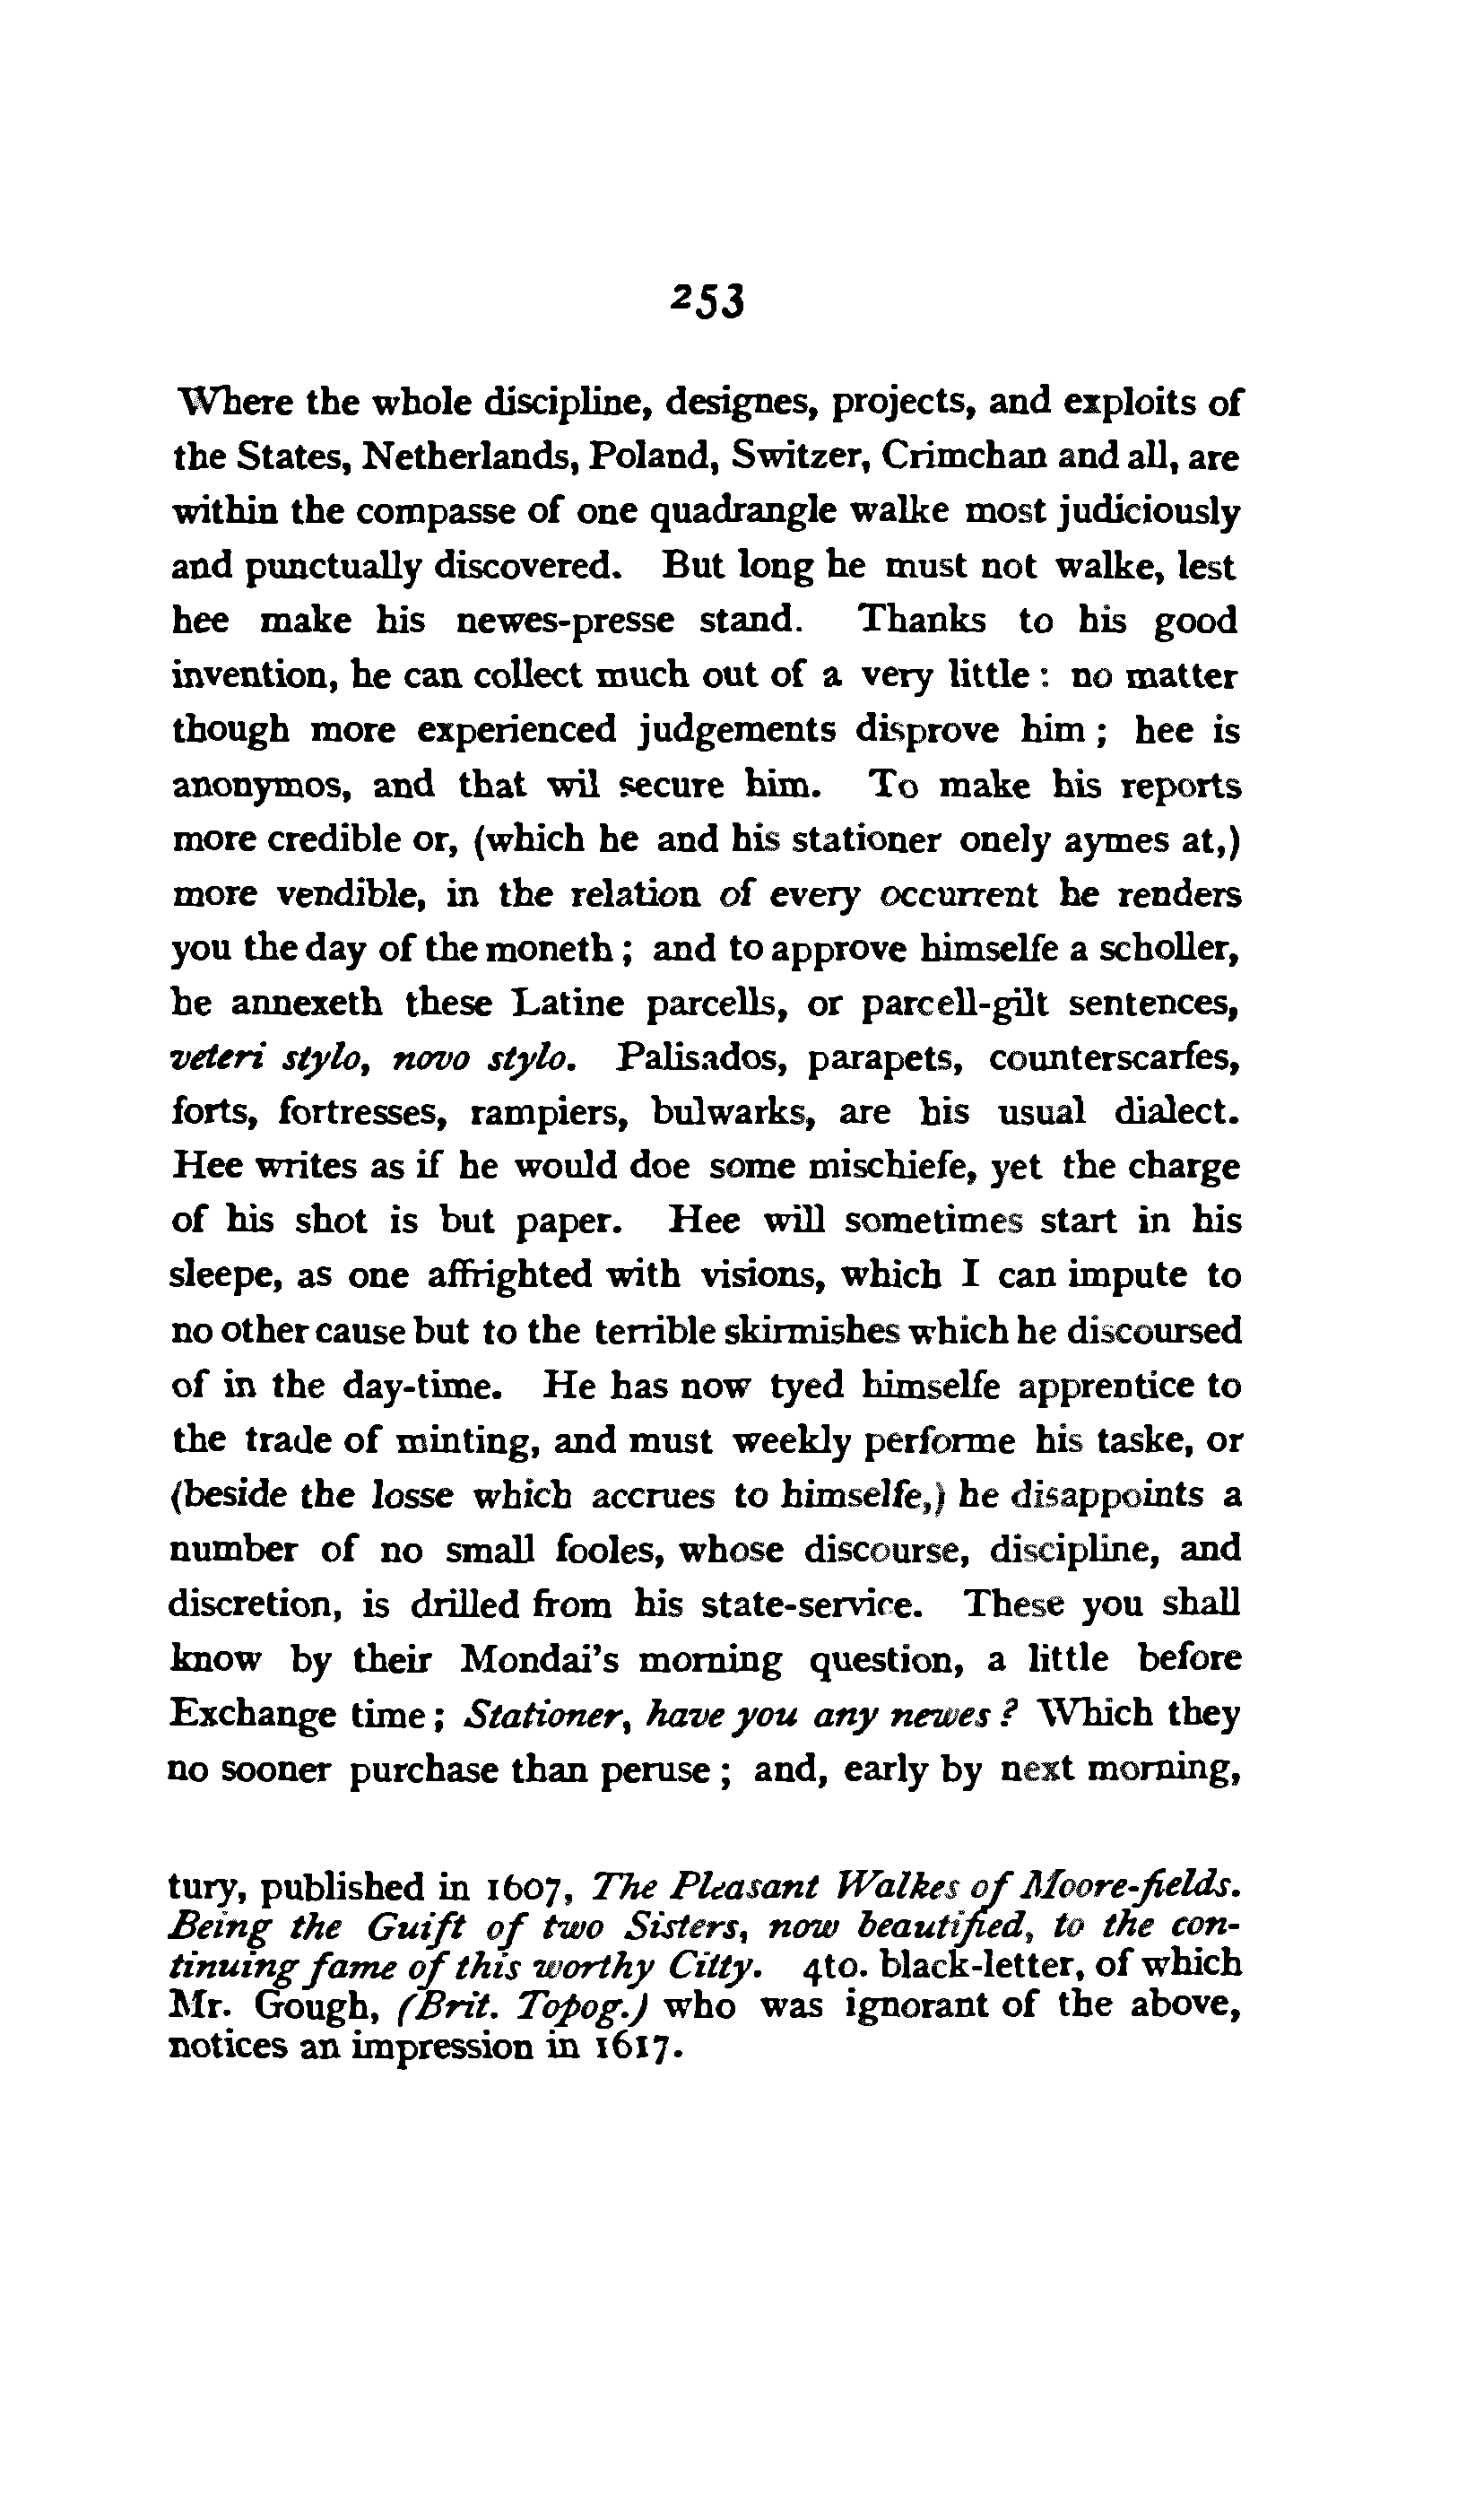 253
Where the whole discipline, designes, projects, and exploits of
the States, Netherlands, Poland, Switzer, Crimchan and all, are
within the compasse of one quadrangle walke most judiciously
and punctually discovered. But long he must not walke, lest
hee make his newes-presse stand. Thanks to his good
invention, he can collect much out of a very little : no matter
though more experienced judgements disprove him ; hee is
anonymos, and that wil secure him. To make his reports
more credible or, (which he and his stationer onely aymes at,)
more vendible, in the relation of every occurrent he renders
you the day of the moneth ; and to approve himselfe a scholler,
he annexeth these Latine parcells, or parcell-gilt sentences,
veteri stylo, novo stylo. Palisados, parapets, counterscarfes,
forts, fortresses, rampiers, bulwarks, are his usual dialect.
Hee writes as if he would doe some mischiefe, yet the charge
of his shot is but paper. Hee will sometimes start in his
sleepe, as one affrighted with visions, which I can impute to
no other cause but to the terrible skirmishes which he discoursed
of in the day-time. He has now tyed himselfe apprentice to
the trade of minting, and must weekly performe his taske, or
(beside the losse which accrues to himselfe,) he disappoints a
number of no small fooles, whose discourse, discipline, and
discretion, is drilled from his state-service. These you shall
know by their Mondai's morning question, a little before
Exchange time ; Stationer, have you any newes ? Which they
no sooner purchase than peruse ; and, early by next morning,
tury, published in 1607, The Pleasant Walkes of Moore-fields.
Being the Guift of two Sisters, now beautified, to the con-
tinuing fame of this worthy Citty. 4to. black-letter, of which
Mr. Gough, (Brit. Topog.) who was ignorant of the above,
notices an impression in 1617.